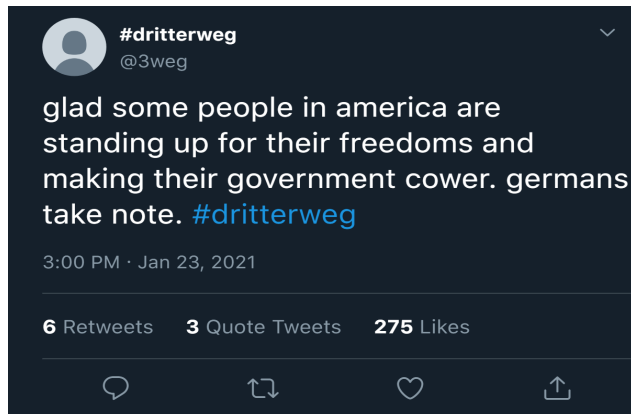 #dritterweg
@3weg
glad some people in america are
standing up for their freedoms and
making their government cower. germans
take note. #dritterweg
3:00 PM · Jan 23, 2021
6 Retweets 3 Quote Tweets 275 Likes